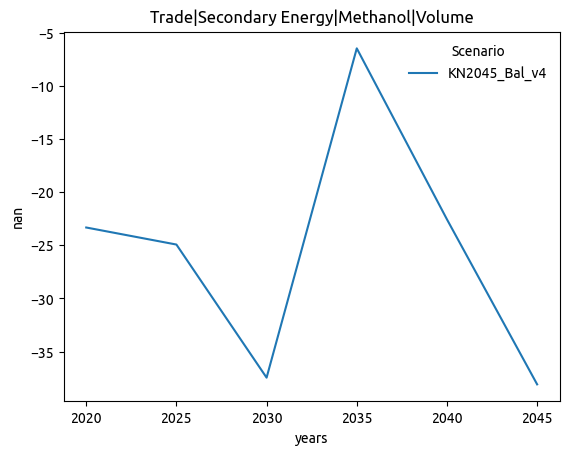 Trade|Secondary Energy|Methanol|Volume
−5
−10
−15
−20
−25
−30
−35
nan
Scenario
KN2045_Bal_v4
2020 2025 2030 2035 2040 2045
years